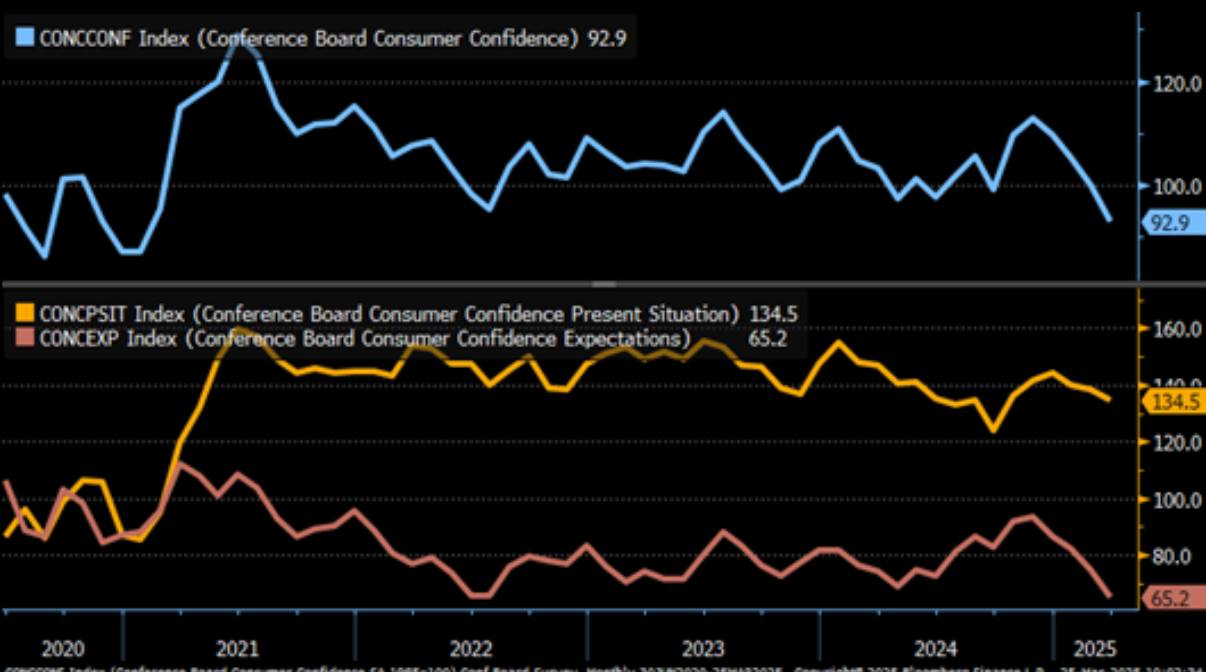 CONCCONF Index (Conference Board Consumer Confidence) 92.9
120.0
100.0
92.9
CONCPSIT Index (Conference Board Consumer Confidence Present Situation) 134.5
CONCEXP Index (Conference Board Consumer Confidence Expectations) 65.2
160.0
140.0
134.5
120.0
100.0
80.0
65.2
2020 2021 2022 2023 2024 2025